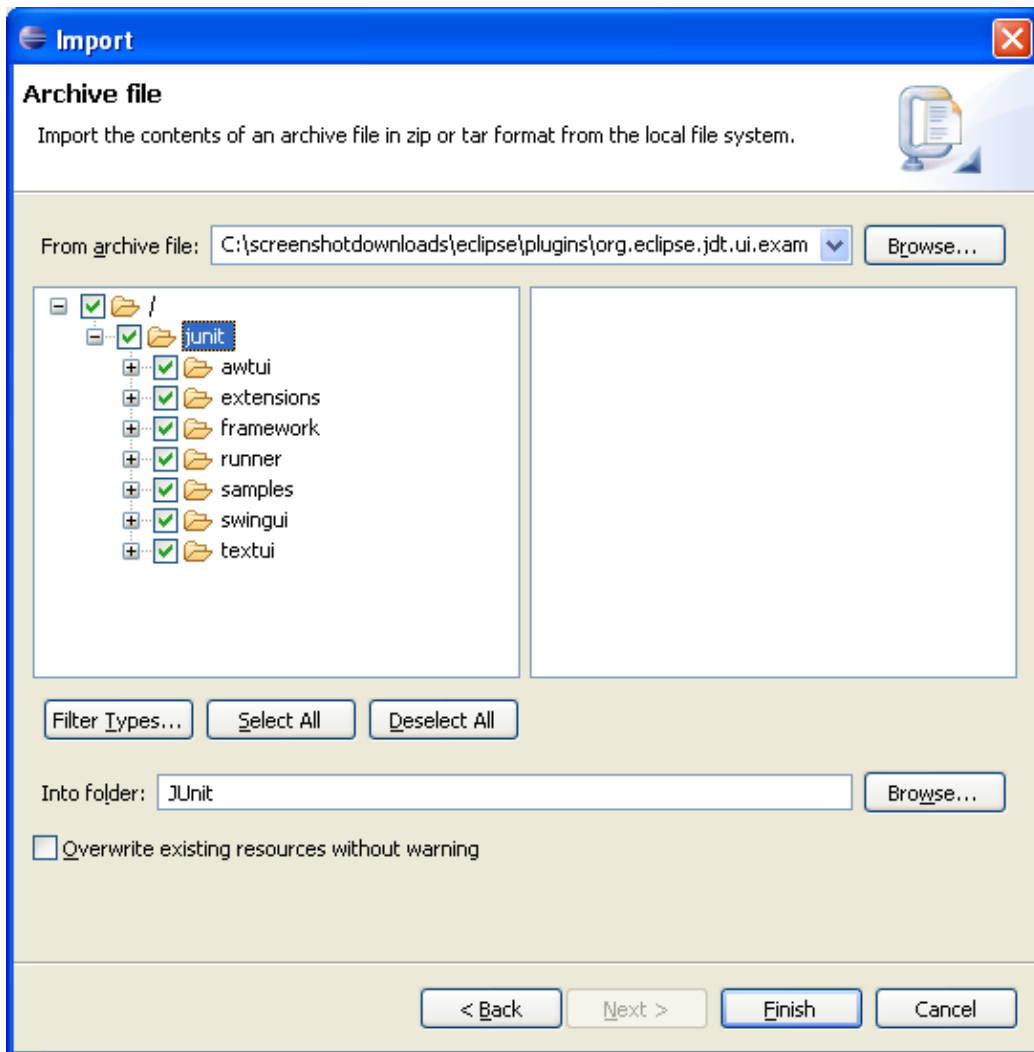 Import
Archive file
Import the contents of an archive file in zip or tar format from the local file system.
From archive file: C:\screenshotdownloads\eclipse\plugins\org.eclipse.jdt.ui.exam Browse...
/
junit
awtui
extensions
framework
runner
samples
swingui
textui
Filter Types... Select All Deselect All
Into folder: JUnit Browse...
Overwrite existing resources without warning
< Back Next > Finish Cancel